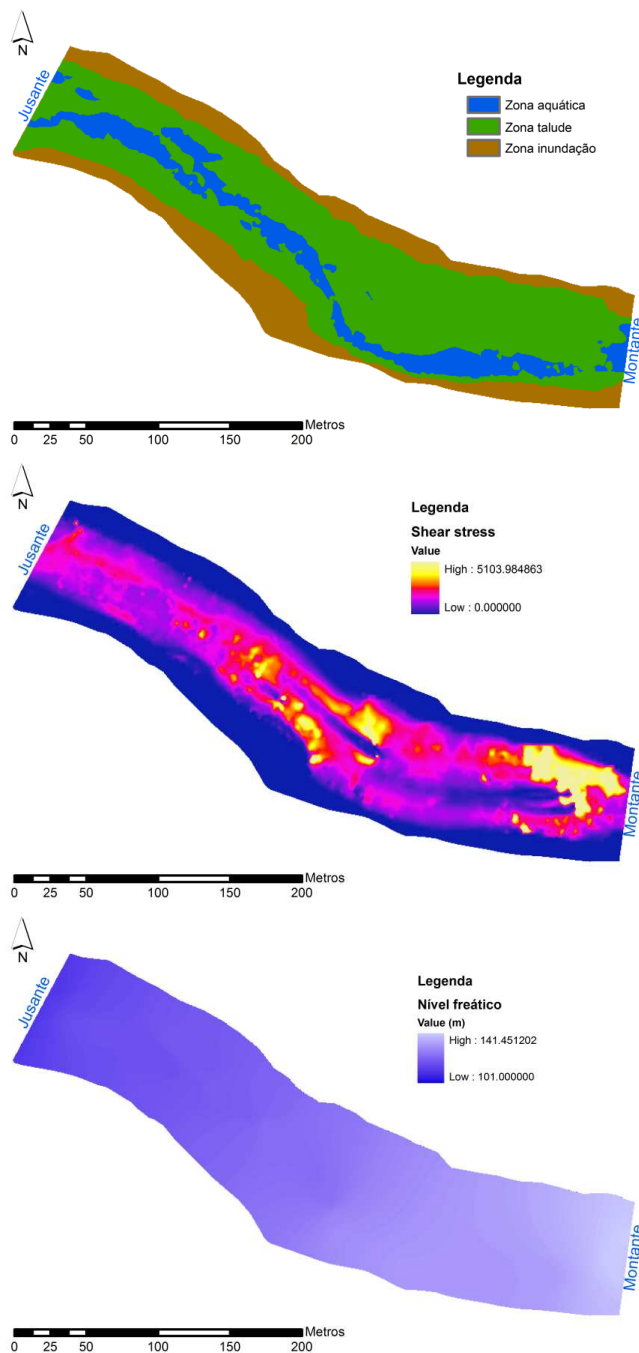 N
Jusante
Legenda
Zona aquática
Zona talude
Zona inundação
Montante
Metros
0 25 50 100 150 200
N
Jusante
Legenda
Shear stress
Value
High : 5103.984863
Low : 0.000000
Montante
Metros
0 25 50 100 150 200
N
Jusante
Legenda
Nível freático
Value (m)
High : 141.451202
Low : 101.000000
Montante
Metros
0 25 50 100 150 200